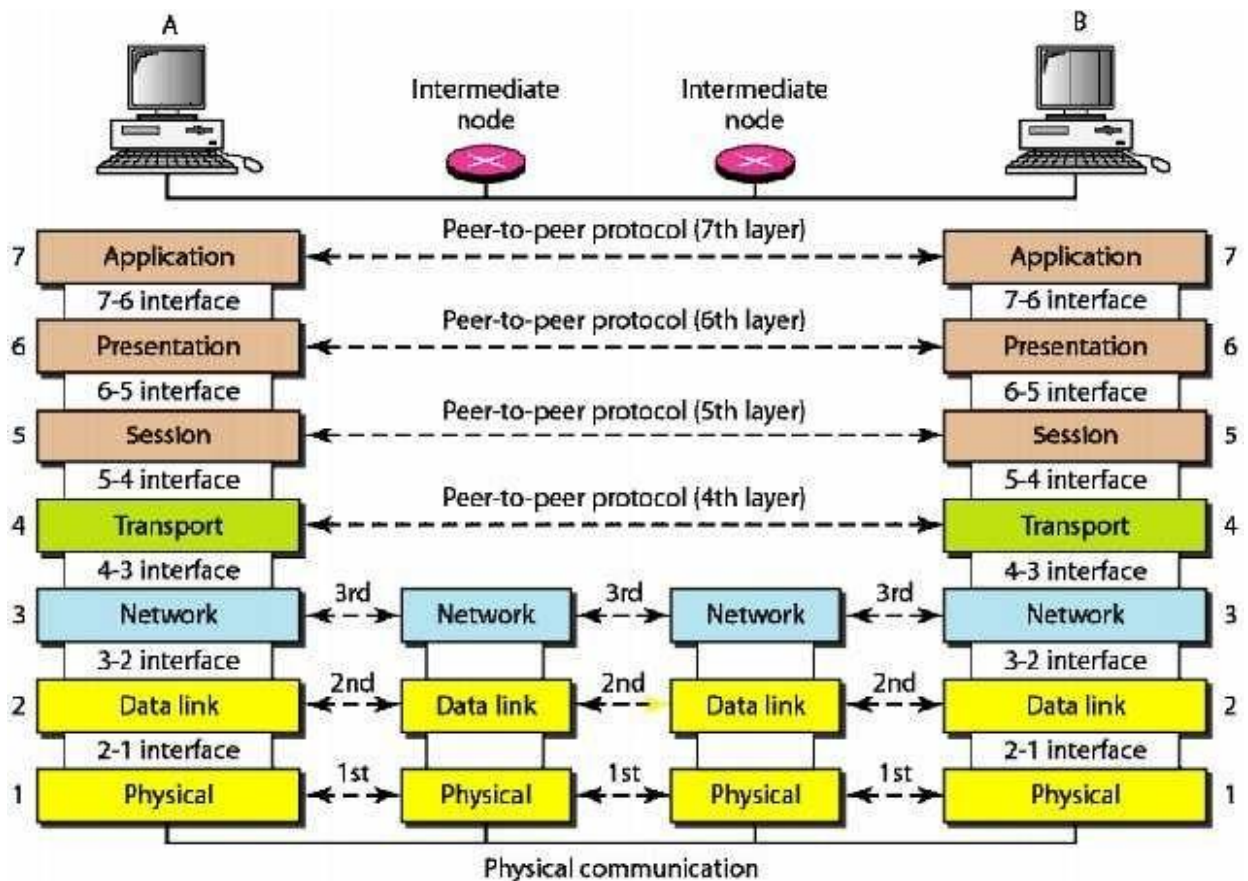 A
B
Intermediate
node
Intermediate
node
Peer-to-peer protocol (7th layer)
7 Application Application 7
7-6 interface 7-6 interface
Peer-to-peer protocol (6th layer)
6 Presentation Presentation 6
6-5 interface 6-5 interface
Peer-to-peer protocol (5th layer)
5 Session Session 5
5-4 interface 5-4 interface
Peer-to-peer protocol (4th layer)
4 Transport Transport 4
4-3 interface 4-3 interface
3rd 3rd 3rd
3 Network Network Network Network 3
3-2 interface 3-2 interface
2nd 2nd 2nd
2 Data link Data link Data link Data link 2
2-1 interface 2-1 interface
1st 1st 1st
1 Physical Physical Physical Physical 1
Physical communication